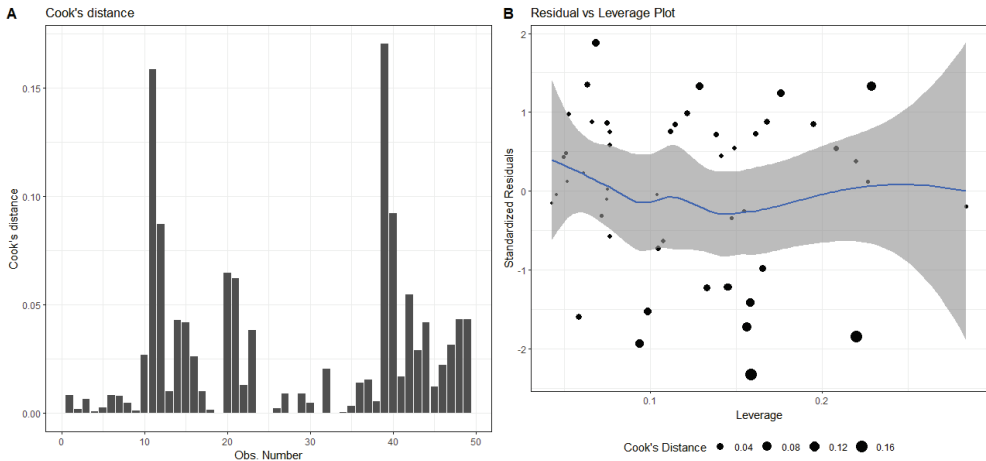 A
Cook's distance
Cook's distance
0.15
0.10
0.05
0.00
0
10
20
30
40
50
Obs. Number
B
Residual vs Leverage Plot
Standardized Residuals
2
1
0
-1
-2
0.1
0.2
Leverage
Cook's Distance 0.04 0.08 0.12 0.16